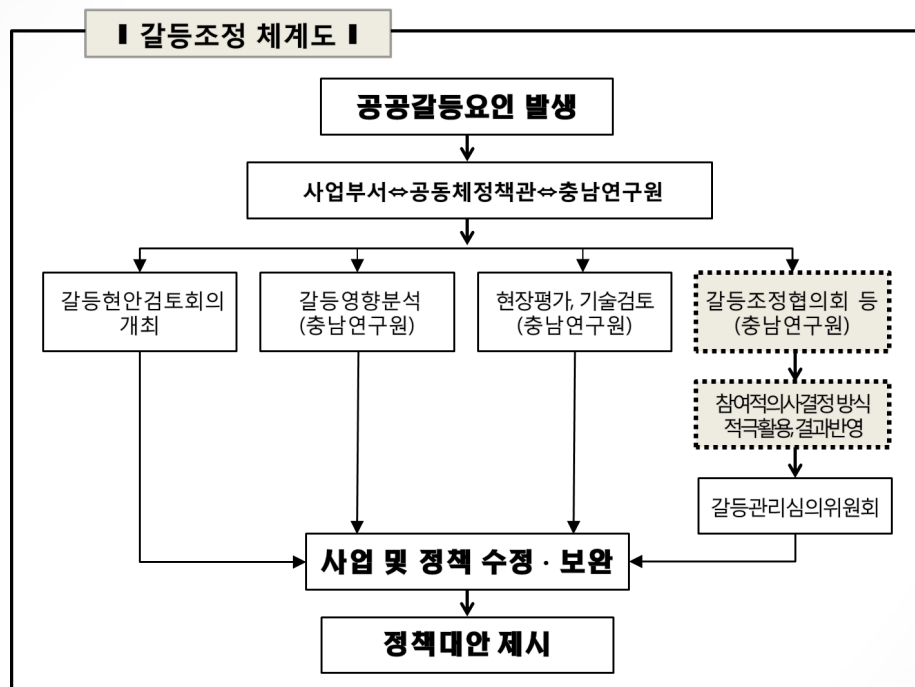 ▌갈등조정 체계도▐
공공갈등요인 발생
사업부서⇔공동체정책관⇔충남연구원
갈등현안검토회의
개최
갈등영향분석
(충남연구원)
현장평가, 기술검토
(충남연구원)
갈등조정협의회 등
(충남연구원)
참여적의사결정 방식
적극활용, 결과반영
갈등관리심의위원회
사업 및 정책 수정 · 보완
정책대안 제시